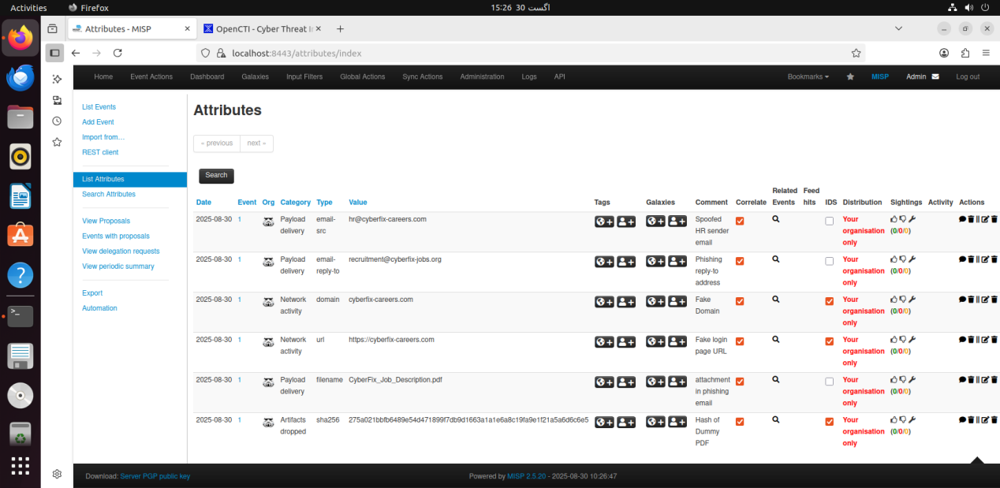 Activities
Firefox
15:26 30 اگست
Attributes - MISP
OpenCTI - Cyber Threat I
localhost:8443/attributes/index
Home Event Actions Dashboard Galaxies Input Filters Global Actions Sync Actions Administration Logs API Bookmarks MISP Admin Log out
List Events
Add Event
Import from…
REST client
List Attributes
Search Attributes
View Proposals
Events with proposals
View delegation requests
View periodic summary
Export
Automation
Attributes
« previous next »
Search
Date Event Org Category Type Value Tags Galaxies Comment Correlate Related Events Feed hits IDS Distribution Sightings Activity Actions
2025-08-30 1 Payload delivery email-src hr@cyberfix-careers.com Spoofed HR sender email Your organisation only (0/0/0)
2025-08-30 1 Payload delivery email-reply-to recruitment@cyberfix-jobs.org Phishing reply-to address Your organisation only (0/0/0)
2025-08-30 1 Network activity domain cyberfix-careers.com Fake Domain Your organisation only (0/0/0)
2025-08-30 1 Network activity url https://cyberfix-careers.com Fake login page URL Your organisation only (0/0/0)
2025-08-30 1 Payload delivery filename CyberFix_Job_Description.pdf attachment in phishing email Your organisation only (0/0/0)
2025-08-30 1 Artifacts dropped sha256 275a021bbfb6489e54d471899f7db9d1663a1a1e6a8c19fa9e1f21a5a6d6c6e5 Hash of Dummy PDF Your organisation only (0/0/0)
Download: Server PGP public key
Powered by MISP 2.5.20 - 2025-08-30 10:26:47